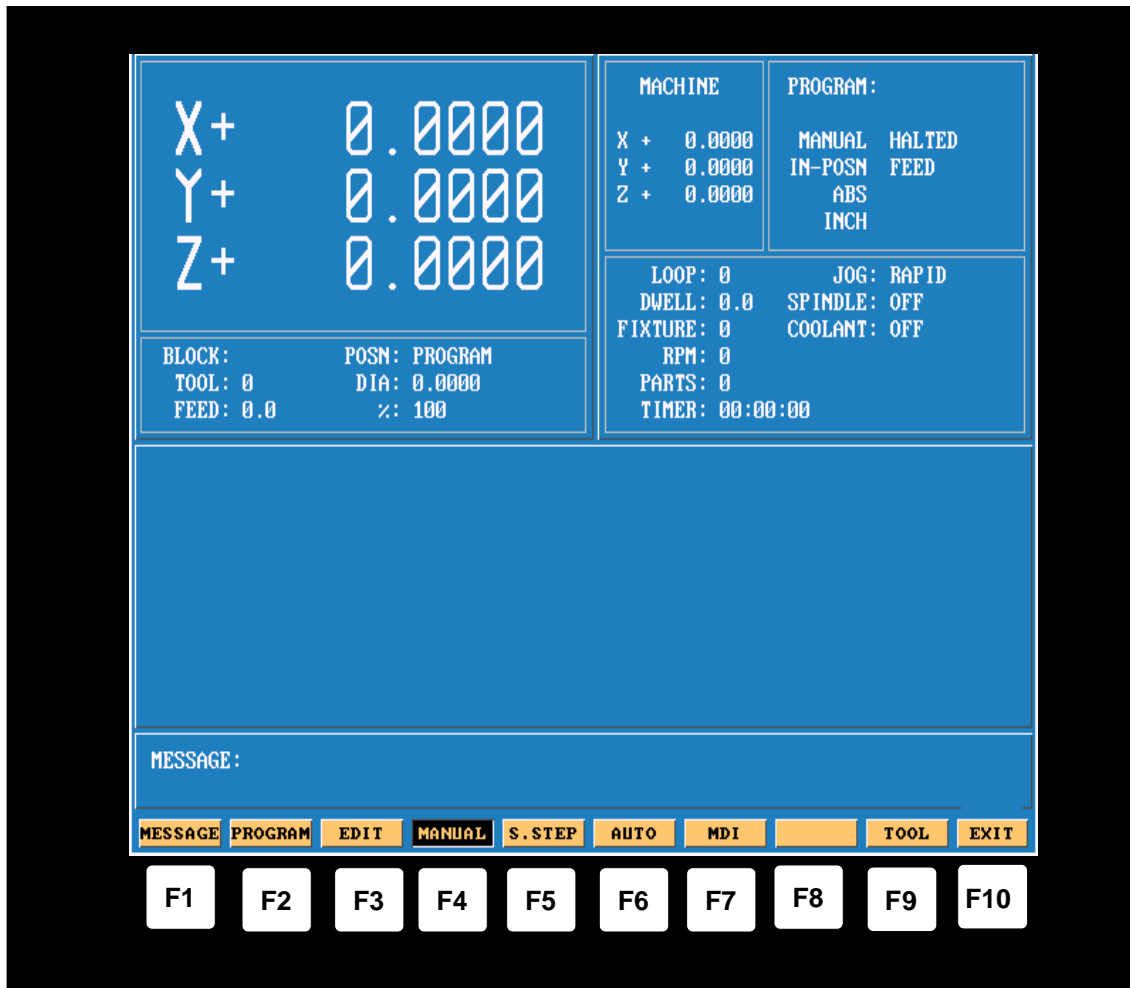 X+ 0.0000
Y+ 0.0000
Z+ 0.0000
BLOCK: POSN: PROGRAM
TOOL: 0 DIA: 0.0000
FEED: 0.0 %: 100
MACHINE
X + 0.0000
Y + 0.0000
Z + 0.0000
PROGRAM:
MANUAL HALTED
IN-POSN FEED
ABS
INCH
LOOP: 0 JOG: RAPID
DWELL: 0.0 SPINDLE: OFF
FIXTURE: 0 COOLANT: OFF
RPM: 0
PARTS: 0
TIMER: 00:00:00
MESSAGE:
MESSAGE PROGRAM EDIT MANUAL S.STEP AUTO MDI TOOL EXIT
F1 F2 F3 F4 F5 F6 F7 F8 F9 F10